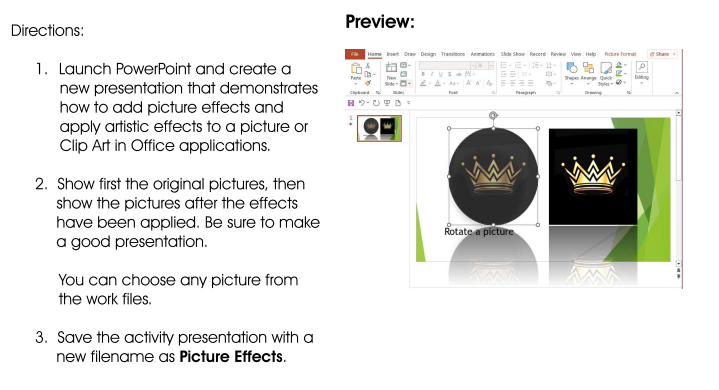 Directions:
1. Launch PowerPoint and create a
new presentation that demonstrates
how to add picture effects and
apply artistic effects to a picture or
Clip Art in Office applications.
2. Show first the original pictures, then
show the pictures after the effects
have been applied. Be sure to make
a good presentation.
You can choose any picture from
the work files.
3. Save the activity presentation with a
new filename as Picture Effects.
Preview:
File Home Insert Draw Design Transitions Animations Slide Show Record Review View Help Picture Format Share
Paste New Slide Shapes Arrange Quick Styles Editing
Clipboard Slides Font Paragraph Drawing
1
Rotate a picture